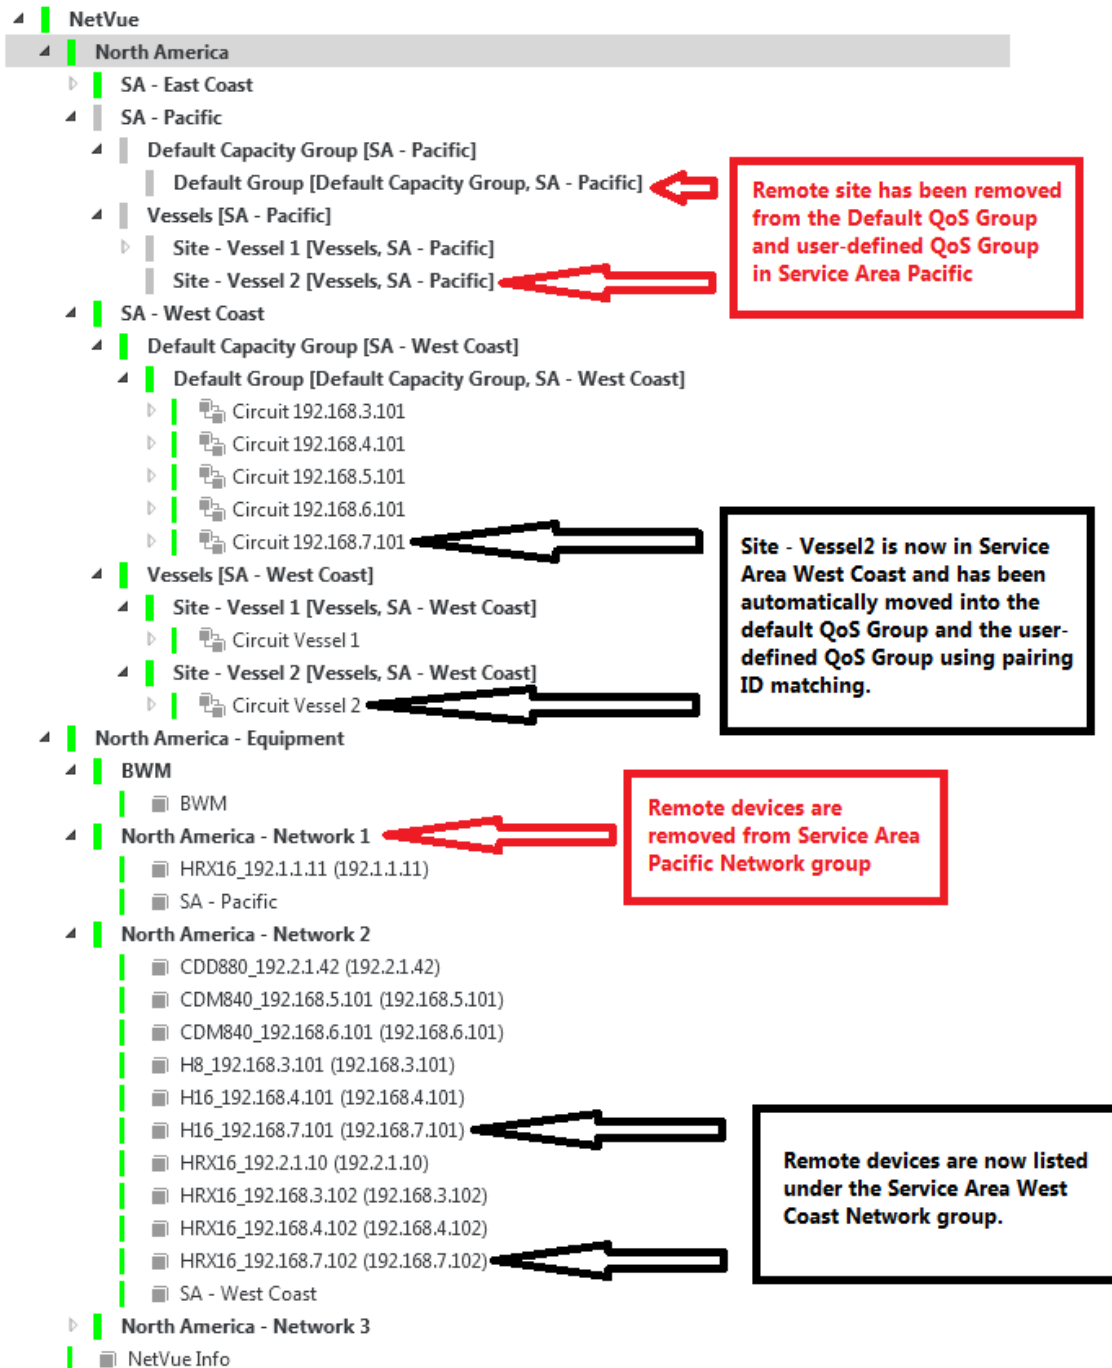 NetVue
North America
SA - East Coast
SA - Pacific
Default Capacity Group [SA - Pacific]
Default Group [Default Capacity Group, SA - Pacific]
Vessels [SA - Pacific]
Site - Vessel 1 [Vessels, SA - Pacific]
Site - Vessel 2 [Vessels, SA - Pacific]
Remote site has been removed
from the Default QoS Group
and user-defined QoS Group
in Service Area Pacific
SA - West Coast
Default Capacity Group [SA - West Coast]
Default Group [Default Capacity Group, SA - West Coast]
Circuit 192.168.3.101
Circuit 192.168.4.101
Circuit 192.168.5.101
Circuit 192.168.6.101
Circuit 192.168.7.101
Vessels [SA - West Coast]
Site - Vessel 1 [Vessels, SA - West Coast]
Circuit Vessel 1
Site - Vessel 2 [Vessels, SA - West Coast]
Circuit Vessel 2
Site - Vessel2 is now in Service
Area West Coast and has been
automatically moved into the
default QoS Group and the user-
defined QoS Group using pairing
ID matching.
North America - Equipment
BWM
BWM
North America - Network 1
HRX16_192.1.1.11 (192.1.1.11)
SA - Pacific
Remote devices are
removed from Service Area
Pacific Network group
North America - Network 2
CDD880_192.2.1.42 (192.2.1.42)
CDM840_192.168.5.101 (192.168.5.101)
CDM840_192.168.6.101 (192.168.6.101)
H8_192.168.3.101 (192.168.3.101)
H16_192.168.4.101 (192.168.4.101)
H16_192.168.7.101 (192.168.7.101)
HRX16_192.2.1.10 (192.2.1.10)
HRX16_192.168.3.102 (192.168.3.102)
HRX16_192.168.4.102 (192.168.4.102)
HRX16_192.168.7.102 (192.168.7.102)
SA - West Coast
Remote devices are now listed
under the Service Area West
Coast Network group.
North America - Network 3
NetVue Info